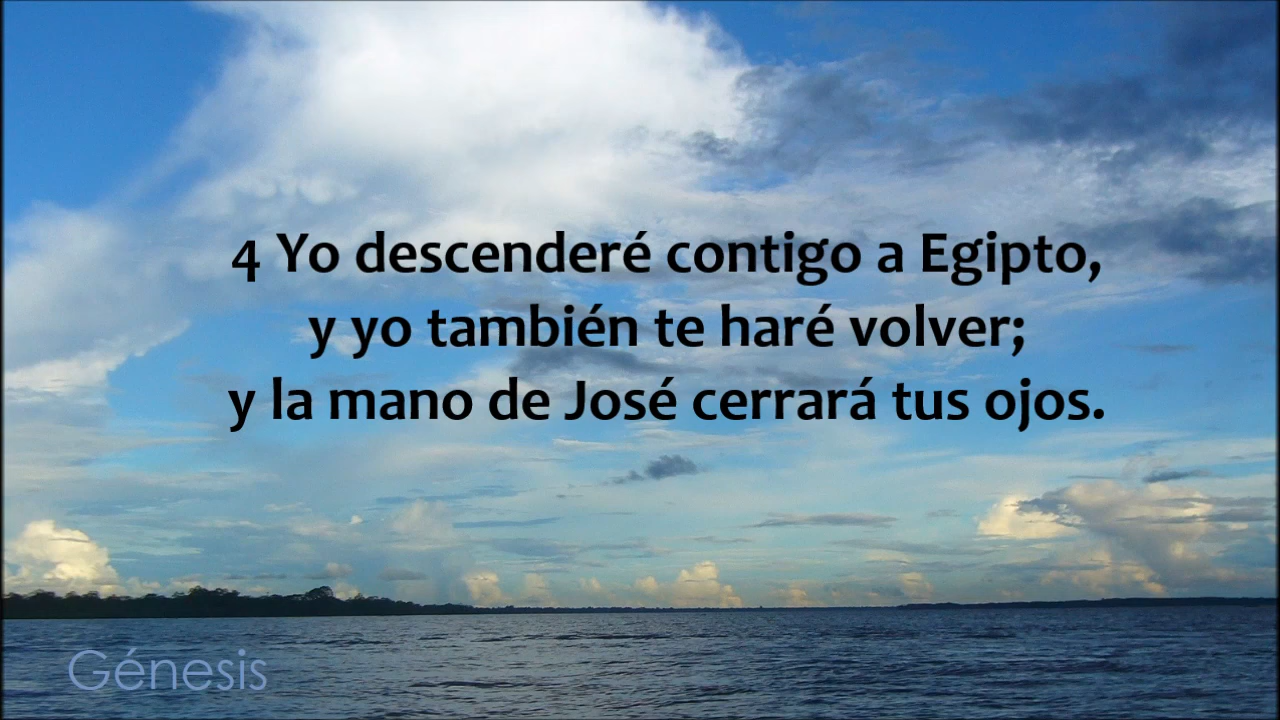 4 Yo descenderé contigo a Egipto,
y yo también te haré volver;
y la mano de José cerrará tus ojos.
Génesis